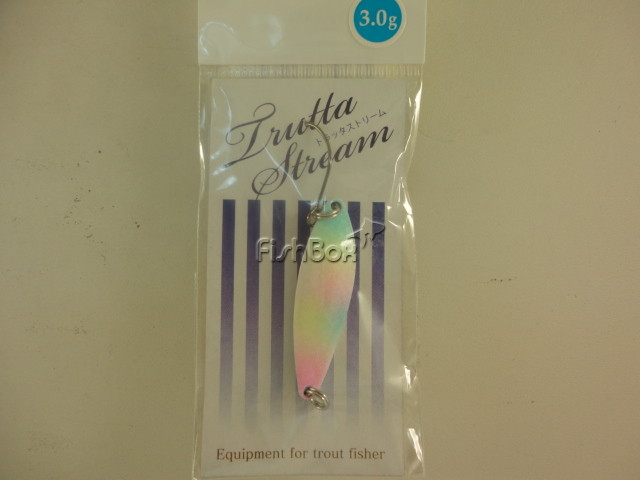 3.0g
Trutta
トラッタストリーム
Stream
FishBox
Equipment for trout fisher